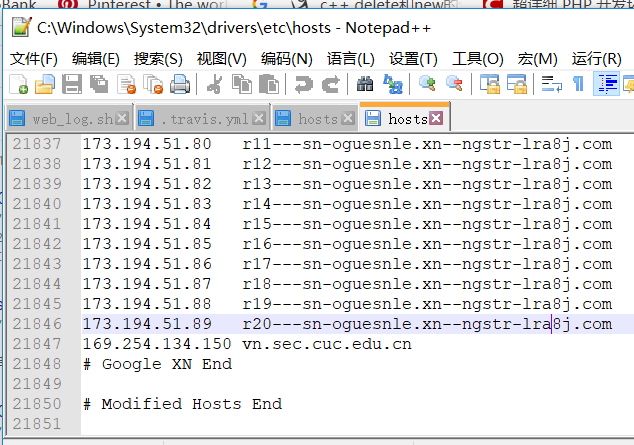 Bank Pinterest • The wor c++ delete和new的 超详细 PHP 开发环
C:\Windows\System32\drivers\etc\hosts - Notepad++
文件(F) 编辑(E) 搜索(S) 视图(V) 编码(N) 语言(L) 设置(T) 工具(O) 宏(M) 运行(R)
web_log.sh .travis.yml hosts hosts
21837 173.194.51.80 r11---sn-oguesnle.xn--ngstr-lra8j.com
21838 173.194.51.81 r12---sn-oguesnle.xn--ngstr-lra8j.com
21839 173.194.51.82 r13---sn-oguesnle.xn--ngstr-lra8j.com
21840 173.194.51.83 r14---sn-oguesnle.xn--ngstr-lra8j.com
21841 173.194.51.84 r15---sn-oguesnle.xn--ngstr-lra8j.com
21842 173.194.51.85 r16---sn-oguesnle.xn--ngstr-lra8j.com
21843 173.194.51.86 r17---sn-oguesnle.xn--ngstr-lra8j.com
21844 173.194.51.87 r18---sn-oguesnle.xn--ngstr-lra8j.com
21845 173.194.51.88 r19---sn-oguesnle.xn--ngstr-lra8j.com
21846 173.194.51.89 r20---sn-oguesnle.xn--ngstr-lra8j.com
21847 169.254.134.150 vn.sec.cuc.edu.cn
21848 # Google XN End
21849
21850 # Modified Hosts End
21851